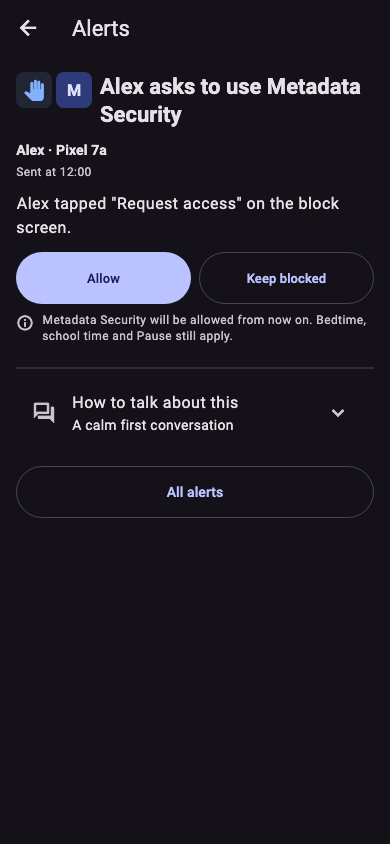 Alerts
M
Alex asks to use Metadata
Security
Alex · Pixel 7a
Sent at 12:00
Alex tapped "Request access" on the block
screen.
Allow
Keep blocked
Metadata Security will be allowed from now on. Bedtime,
school time and Pause still apply.
How to talk about this
A calm first conversation
All alerts